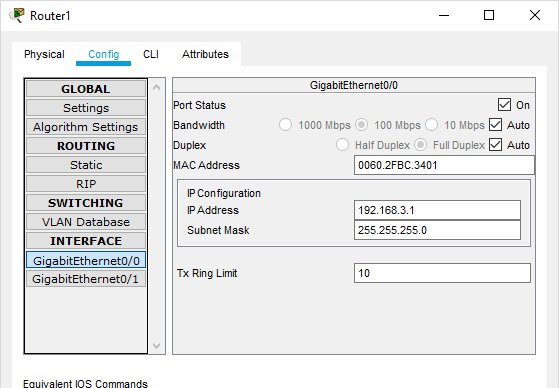 Router1
Physical Config CLI Attributes
GLOBAL
Settings
Algorithm Settings
ROUTING
Static
RIP
SWITCHING
VLAN Database
INTERFACE
GigabitEthernet0/0
GigabitEthernet0/1
GigabitEthernet0/0
Port Status On
Bandwidth 1000 Mbps 100 Mbps 10 Mbps Auto
Duplex Half Duplex Full Duplex Auto
MAC Address 0060.2FBC.3401
IP Configuration
IP Address 192.168.3.1
Subnet Mask 255.255.255.0
Tx Ring Limit 10
Equivalent IOS Commands